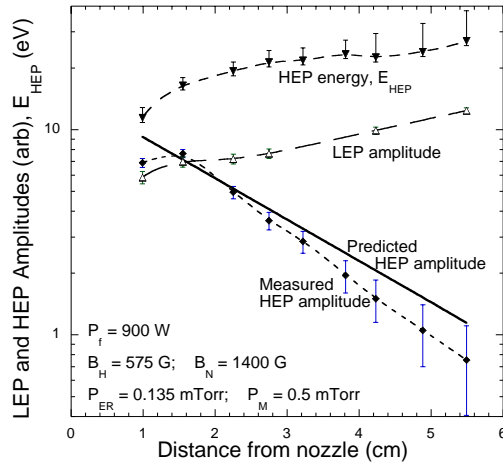 LEP and HEP Amplitudes (arb), E_HEP (eV)
10
1
HEP energy, E_HEP
LEP amplitude
Predicted
HEP amplitude
Measured
HEP amplitude
P_f = 900 W
B_H = 575 G; B_N = 1400 G
P_ER = 0.135 mTorr; P_M = 0.5 mTorr
0 1 2 3 4 5 6
Distance from nozzle (cm)